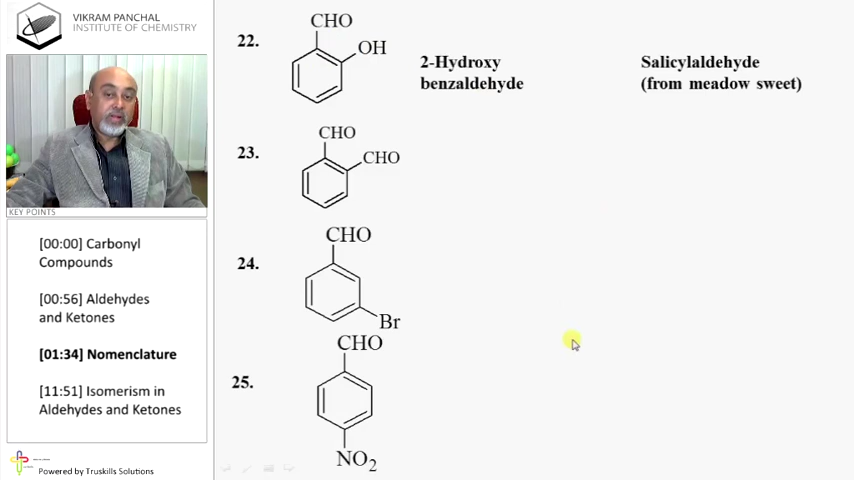 VIKRAM PANCHAL
INSTITUTE OF CHEMISTRY
KEY POINTS
[00:00] Carbonyl
Compounds
[00:56] Aldehydes
and Ketones
[01:34] Nomenclature
[11:51] Isomerism in
Aldehydes and Ketones
Powered by Truskills Solutions
22.
CHO
OH
2-Hydroxy
benzaldehyde
Salicylaldehyde
(from meadow sweet)
23.
CHO
CHO
24.
CHO
Br
25.
CHO
NO2